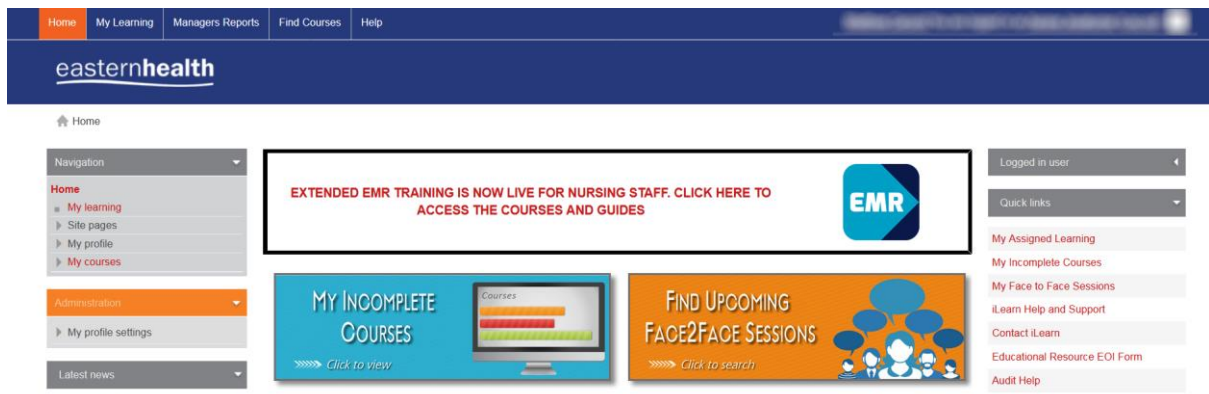 Home My Learning Managers Reports Find Courses Help
easternhealth
Home
Navigation
Home
My learning
Site pages
My profile
My courses
Administration
My profile settings
Latest news
EXTENDED EMR TRAINING IS NOW LIVE FOR NURSING STAFF. CLICK HERE TO
ACCESS THE COURSES AND GUIDES
EMR
MY INCOMPLETE
COURSES
Click to view
Courses
FIND UPCOMING
FACE2FACE SESSIONS
Click to search
Logged in user
Quick links
My Assigned Learning
My Incomplete Courses
My Face to Face Sessions
iLearn Help and Support
Contact iLearn
Educational Resource EOI Form
Audit Help